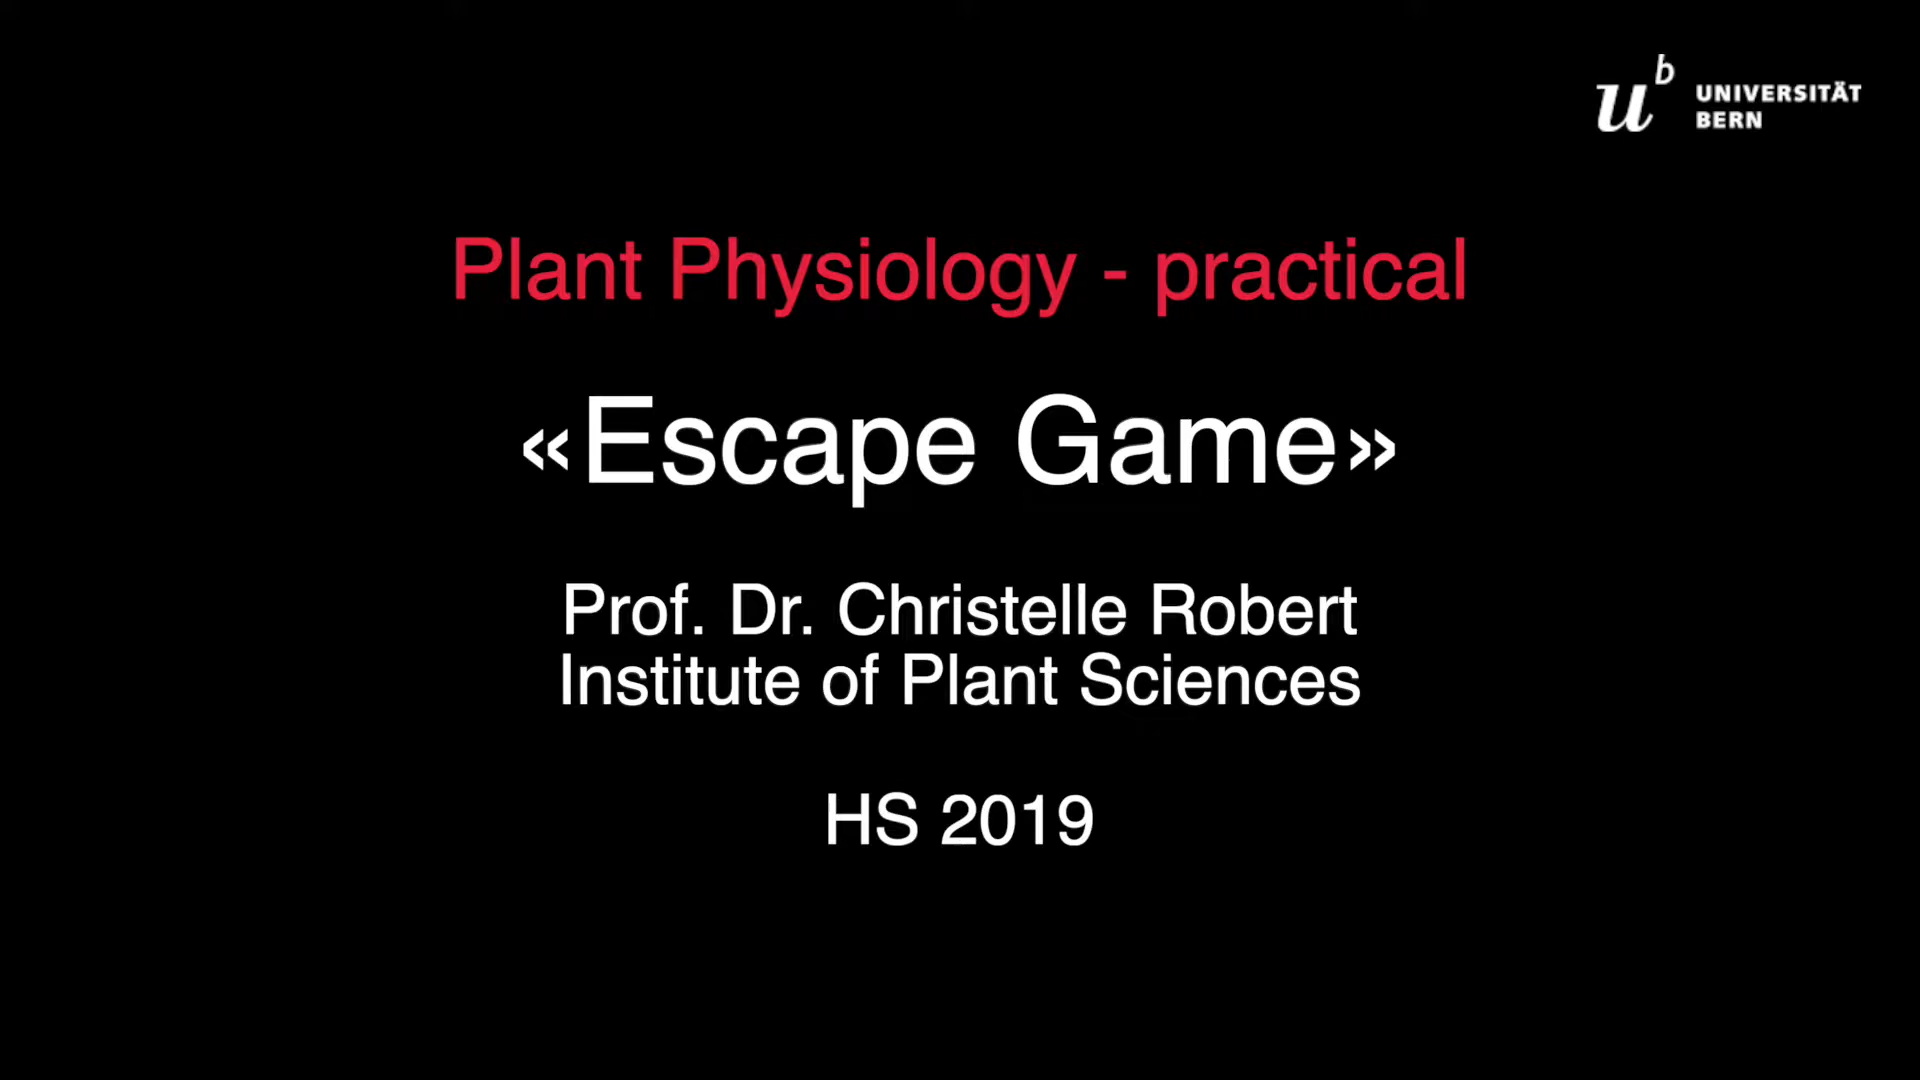 u^b UNIVERSITÄT
BERN
Plant Physiology - practical
«Escape Game»
Prof. Dr. Christelle Robert
Institute of Plant Sciences
HS 2019